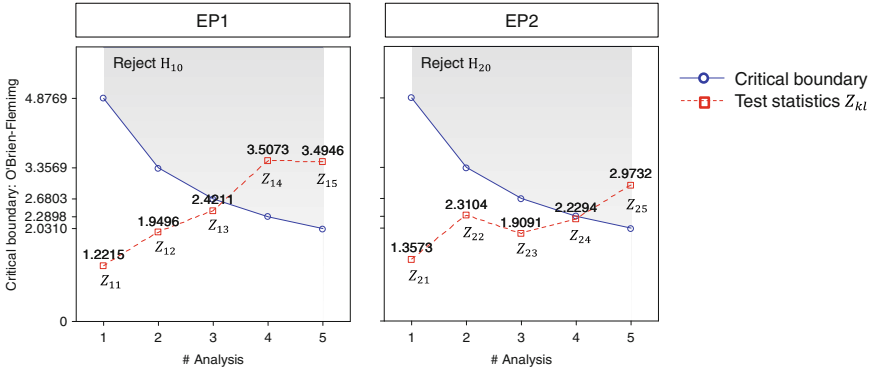 EP1
EP2
Reject H₁₀
Reject H₂₀
Critical boundary: O'Brien-Flemimg
4.8769
3.3569
2.6803
2.2898
2.0310
0
1.2215
Z₁₁
1.9496
Z₁₂
2.4211
Z₁₃
3.5073
Z₁₄
3.4946
Z₁₅
1 2 3 4 5
# Analysis
1.3573
Z₂₁
2.3104
Z₂₂
1.9091
Z₂₃
2.2294
Z₂₄
2.9732
Z₂₅
1 2 3 4 5
# Analysis
Critical boundary
Test statistics Zₖₗ